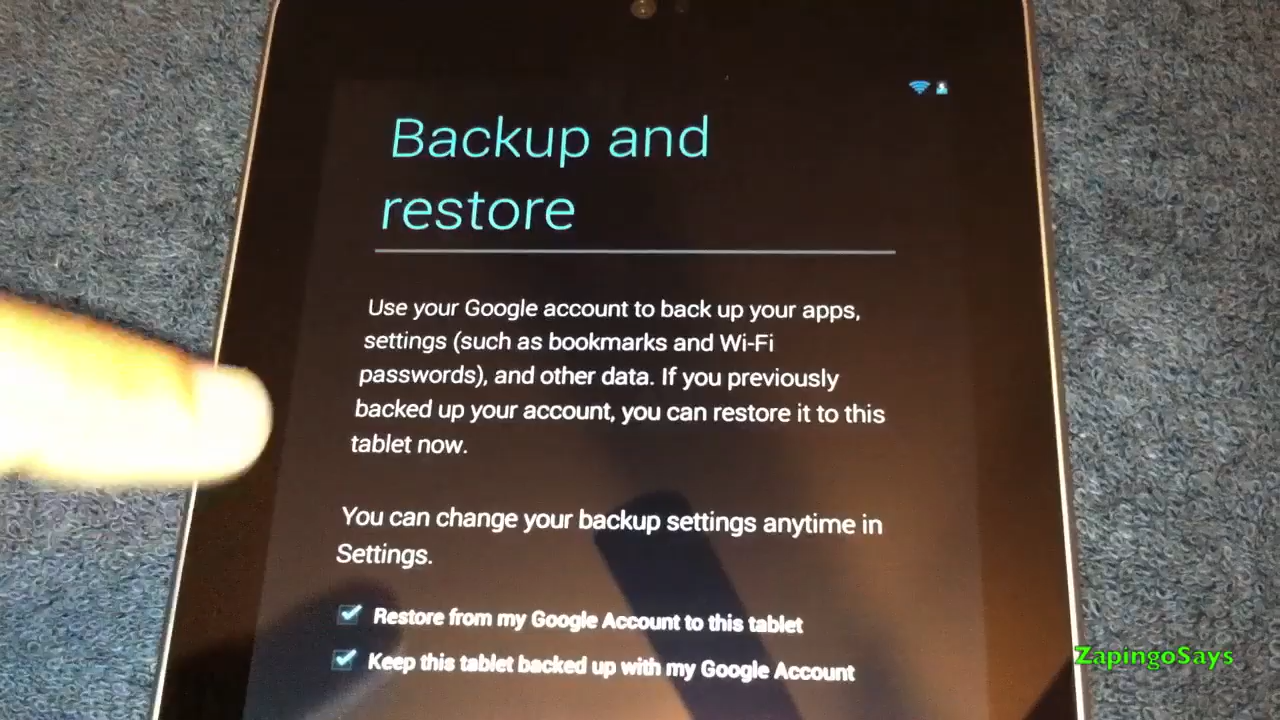 Backup and
restore
Use your Google account to back up your apps,
settings (such as bookmarks and Wi-Fi
passwords), and other data. If you previously
backed up your account, you can restore it to this
tablet now.
You can change your backup settings anytime in
Settings.
Restore from my Google Account to this tablet
Keep this tablet backed up with my Google Account
ZapingoSays